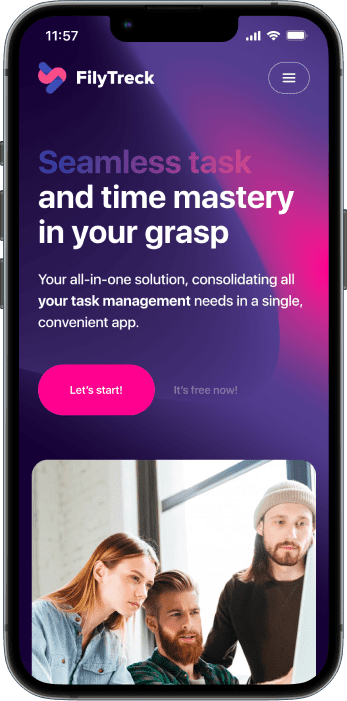 11:57
FilyTreck
Seamless task
and time mastery
in your grasp
Your all-in-one solution, consolidating all
your task management needs in a single,
convenient app.
Let's start!
It's free now!